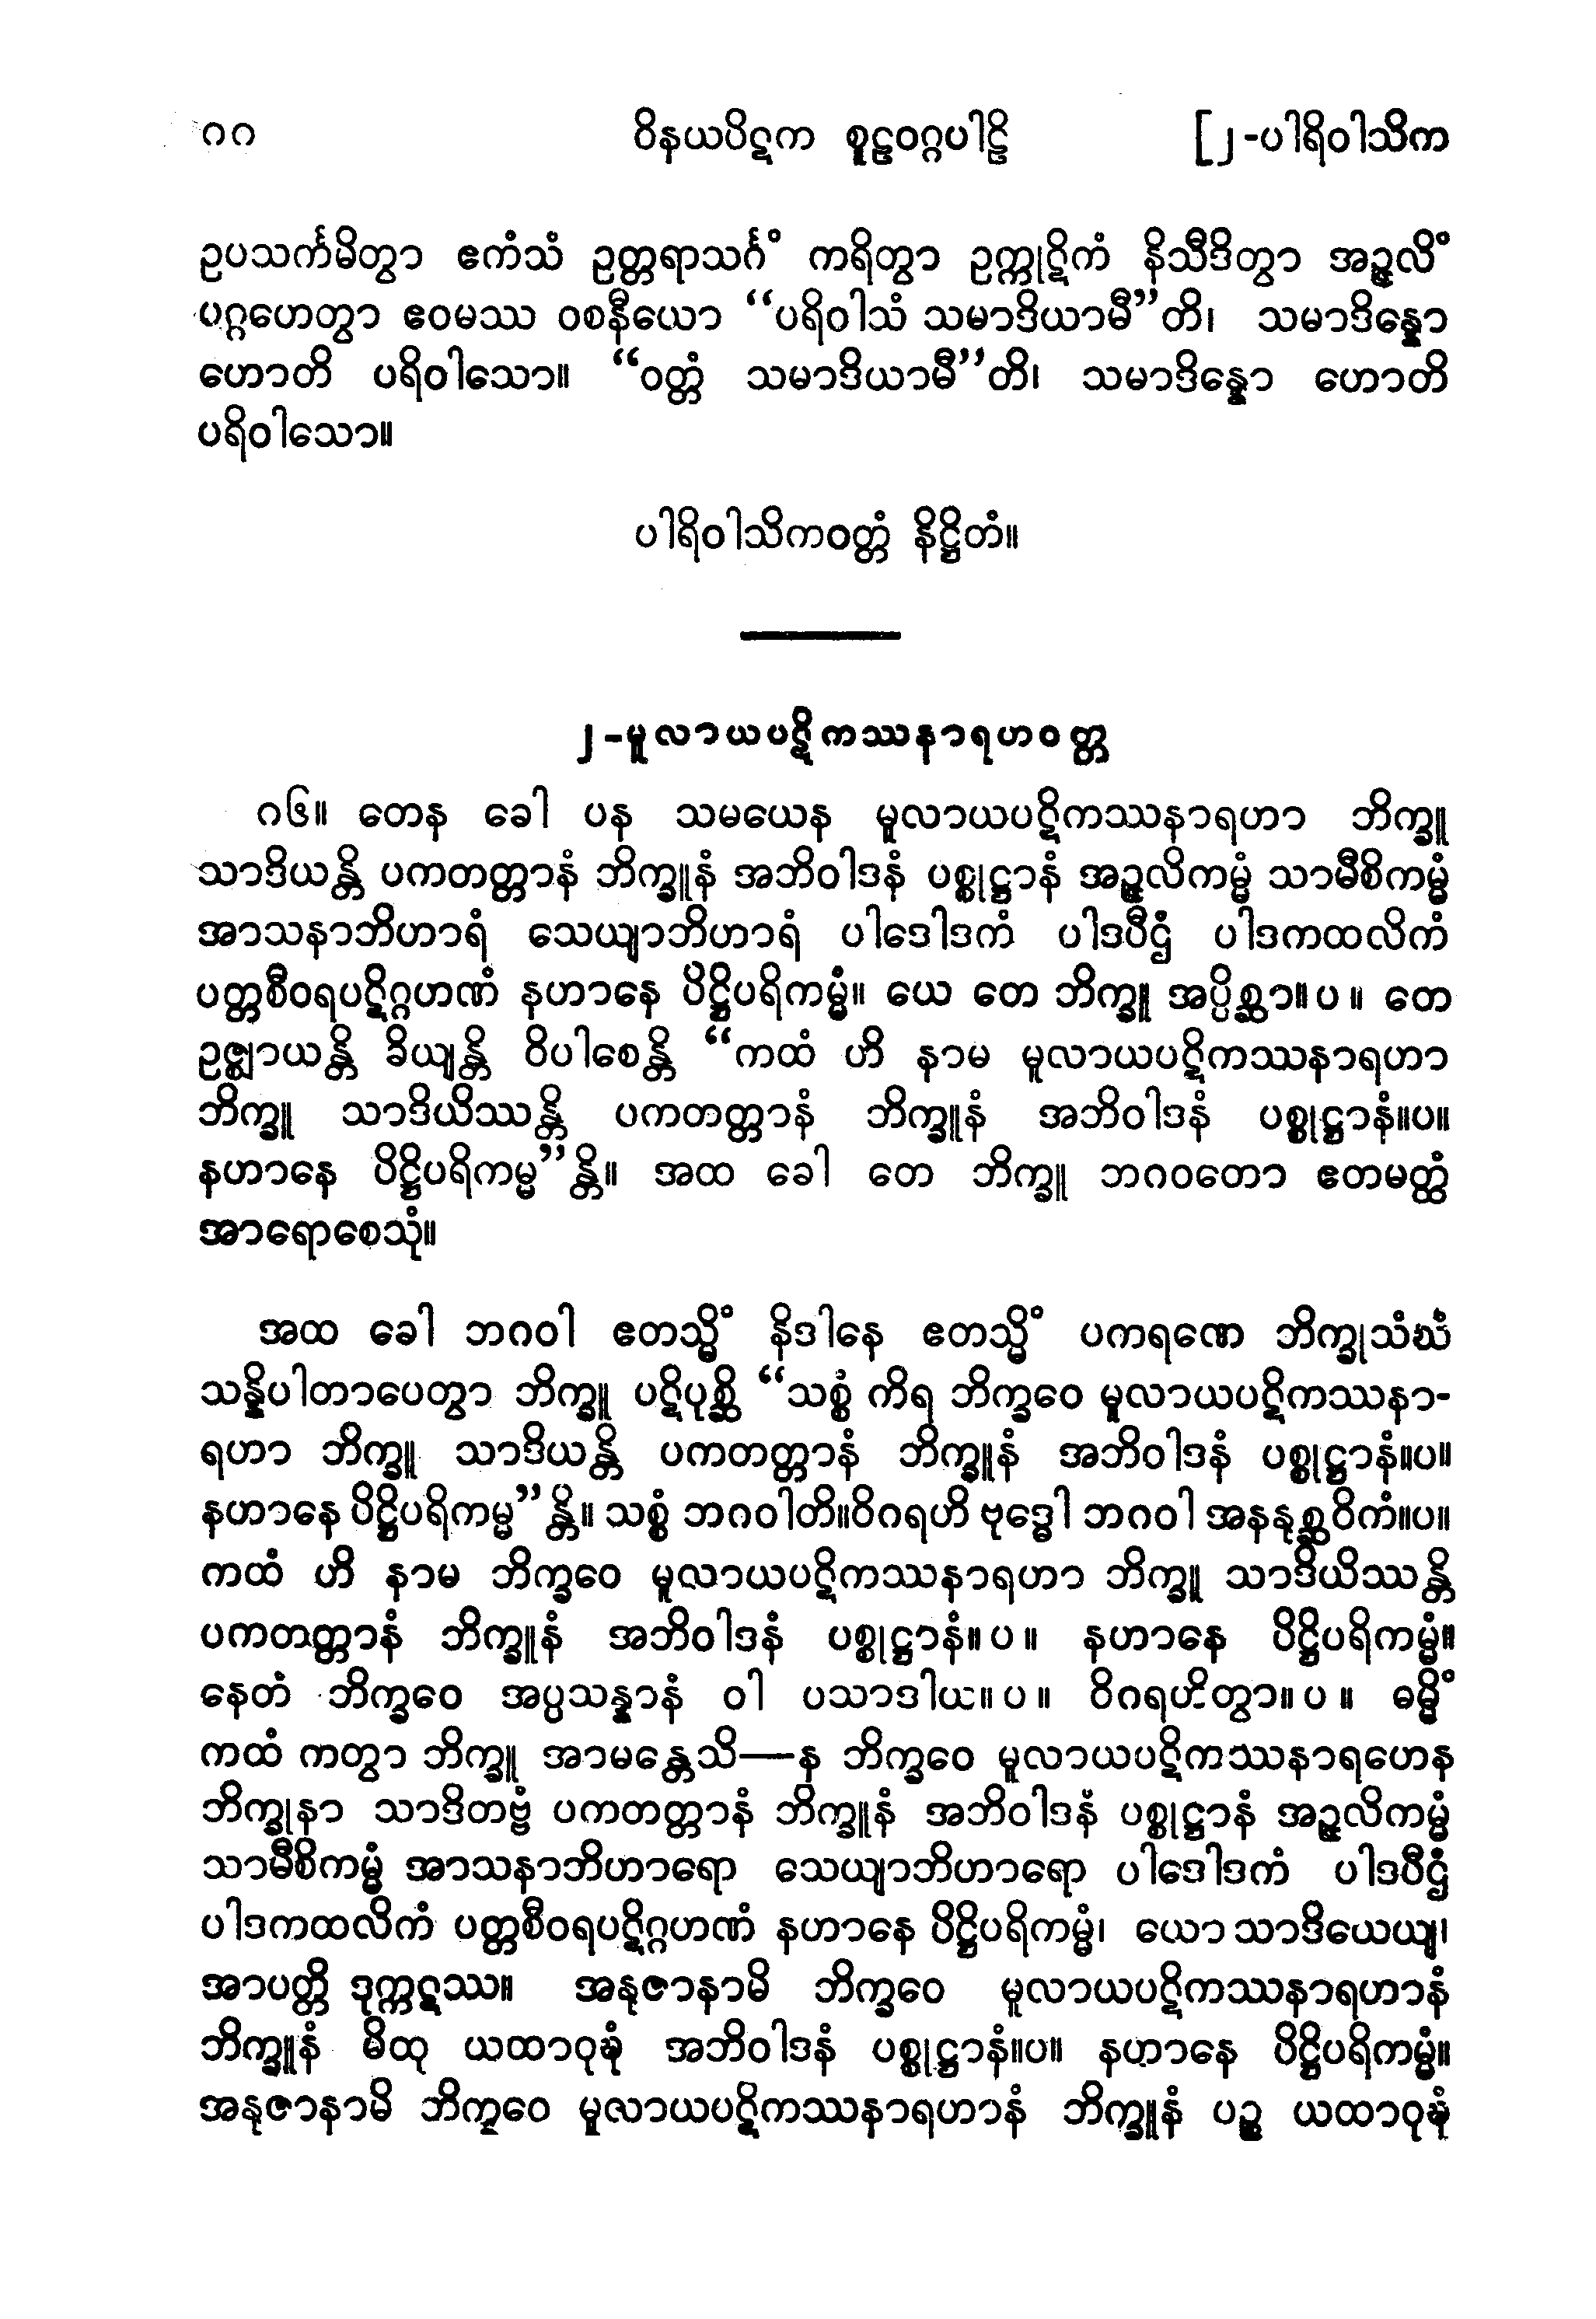 ၈၈ ဝိနယပိဋက စူဠဝဂ္ဂပါဠိ [၂-ပါရိဝါသိက
ဥပသင်္ကမိတွာ ဧကံသံ ဥတ္တရာသင်္ဂံ ကရိတွာ ဥက္ကုဋိကံ နိသီဒိတွာ အဉ္ဇလိံ
ပဂ္ဂဟေတွာ ဧဝမဿ ဝစနီယော “ပရိဝါသံ သမာဒိယာမီ”တိ၊ သမာဒိန္နော
ဟောတိ ပရိဝါသော။ “ဝတ္တံ သမာဒိယာမီ”တိ၊ သမာဒိန္နော ဟောတိ
ပရိဝါသော။
ပါရိဝါသိကဝတ္တံ နိဋ္ဌိတံ။
၂-မူလာယပဋိကဿနာရဟဝတ္တ
၈၆။ တေန ခေါ ပန သမယေန မူလာယပဋိကဿနာရဟာ ဘိက္ခူ
သာဒိယန္တိ ပကတတ္တာနံ ဘိက္ခူနံ အဘိဝါဒနံ ပစ္စုဋ္ဌာနံ အဉ္ဇလိကမ္မံ သာမီစိကမ္မံ
အာသနာဘိဟာရံ သေယျာဘိဟာရံ ပါဒေါဒကံ ပါဒပီဌံ ပါဒကထလိကံ
ပတ္တစီဝရပဋိဂ္ဂဟဏံ နဟာနေ ပိဋ္ဌိပရိကမ္မံ။ ယေ တေ ဘိက္ခူ အပ္ပိစ္ဆာ။ပ။ တေ
ဥဇ္ဈာယန္တိ ခိယျန္တိ ဝိပါစေန္တိ “ကထံ ဟိ နာမ မူလာယပဋိကဿနာရဟာ
ဘိက္ခူ သာဒိယိဿန္တိ ပကတတ္တာနံ ဘိက္ခူနံ အဘိဝါဒနံ ပစ္စုဋ္ဌာနံ။ပ။
နဟာနေ ပိဋ္ဌိပရိကမ္မ”န္တိ။ အထ ခေါ တေ ဘိက္ခူ ဘဂဝတော ဧတမတ္ထံ
အာရောစေသုံ။
အထ ခေါ ဘဂဝါ ဧတသ္မိံ နိဒါနေ ဧတသ္မိံ ပကရဏေ ဘိက္ခုသံဃံ
သန္နိပါတာပေတွာ ဘိက္ခူ ပဋိပုစ္ဆိ “သစ္စံ ကိရ ဘိက္ခဝေ မူလာယပဋိကဿနာ-
ရဟာ ဘိက္ခူ သာဒိယန္တိ ပကတတ္တာနံ ဘိက္ခူနံ အဘိဝါဒနံ ပစ္စုဋ္ဌာနံ။ပ။
နဟာနေ ပိဋ္ဌိပရိကမ္မ”န္တိ။ သစ္စံ ဘဂဝါတိ။ ဝိဂရဟိ ဗုဒ္ဓေါ ဘဂဝါ အနနုစ္ဆဝိကံ။ပ။
ကထံ ဟိ နာမ ဘိက္ခဝေ မူလာယပဋိကဿနာရဟာ ဘိက္ခူ သာဒိယိဿန္တိ
ပကတတ္တာနံ ဘိက္ခူနံ အဘိဝါဒနံ ပစ္စုဋ္ဌာနံ။ပ။ နဟာနေ ပိဋ္ဌိပရိကမ္မံ။
နေတံ ဘိက္ခဝေ အပ္ပသန္နာနံ ဝါ ပသာဒါယ။ပ။ ဝိဂရဟိတွာ။ပ။ ဓမ္မိံ
ကထံ ကတွာ ဘိက္ခူ အာမန္တေသိ—န ဘိက္ခဝေ မူလာယပဋိကဿနာရဟေန
ဘိက္ခုနာ သာဒိတဗ္ဗံ ပကတတ္တာနံ ဘိက္ခူနံ အဘိဝါဒနံ ပစ္စုဋ္ဌာနံ အဉ္ဇလိကမ္မံ
သာမီစိကမ္မံ အာသနာဘိဟာရော သေယျာဘိဟာရော ပါဒေါဒကံ ပါဒပီဌံ
ပါဒကထလိကံ ပတ္တစီဝရပဋိဂ္ဂဟဏံ နဟာနေ ပိဋ္ဌိပရိကမ္မံ၊ ယော သာဒိယေယျ၊
အာပတ္တိ ဒုက္ကဋဿ။ အနုဇာနာမိ ဘိက္ခဝေ မူလာယပဋိကဿနာရဟာနံ
ဘိက္ခူနံ မိထု ယထာဝုဍ္ဎံ အဘိဝါဒနံ ပစ္စုဋ္ဌာနံ။ပ။ နဟာနေ ပိဋ္ဌိပရိကမ္မံ။
အနုဇာနာမိ ဘိက္ခဝေ မူလာယပဋိကဿနာရဟာနံ ဘိက္ခူနံ ပဉ္စ ယထာဝုဍ္ဎံ